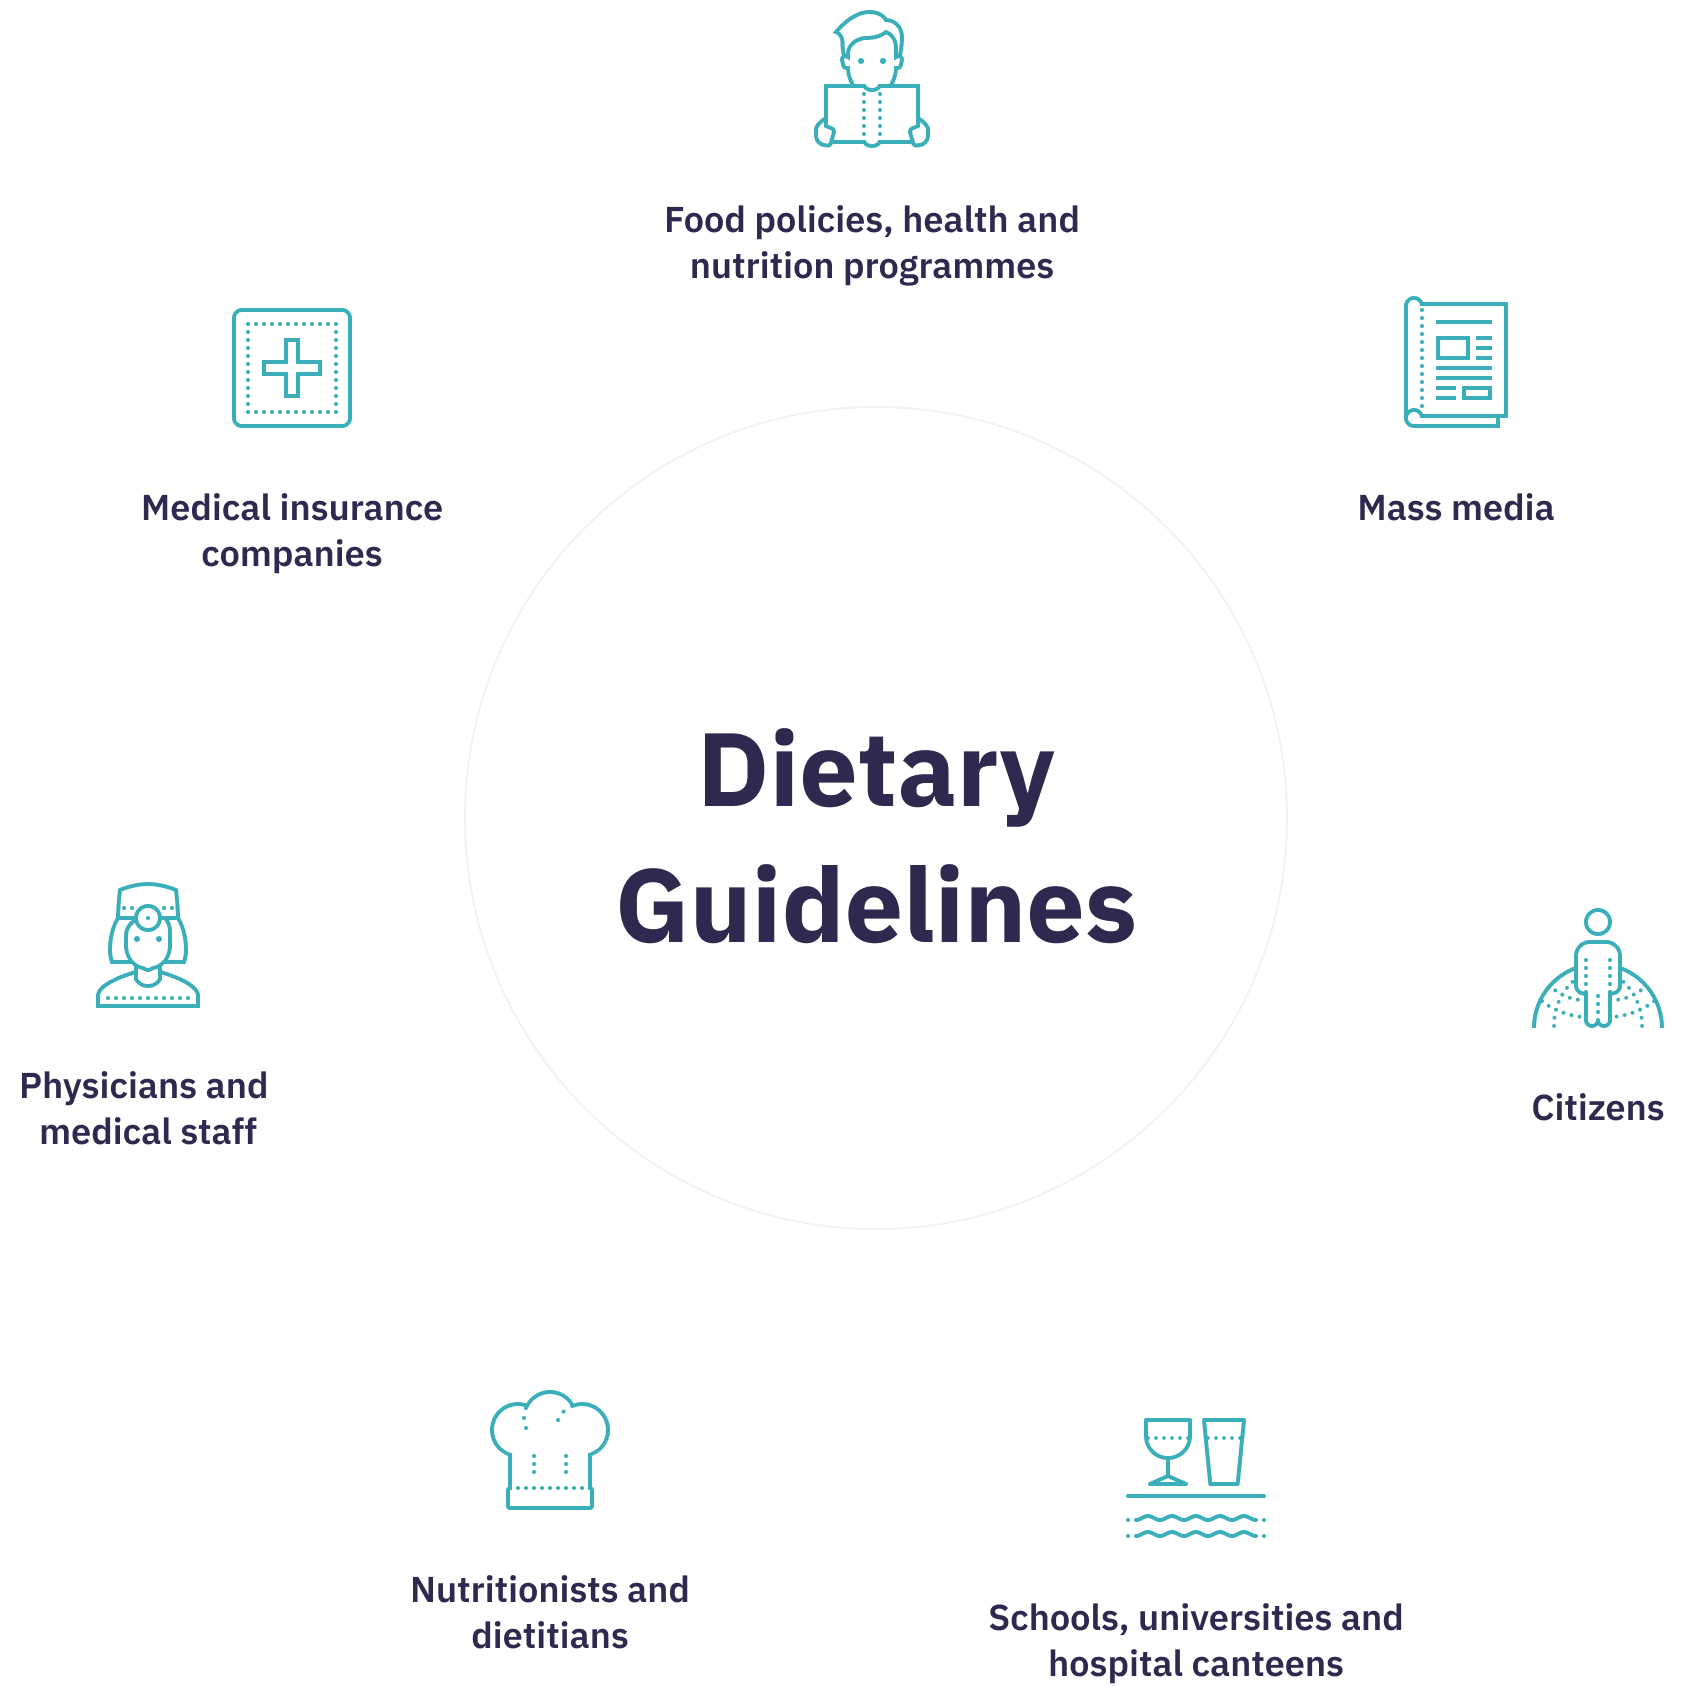 Food policies, health and
nutrition programmes
Medical insurance
companies
Mass media
Dietary
Guidelines
Physicians and
medical staff
Citizens
Nutritionists and
dietitians
Schools, universities and
hospital canteens